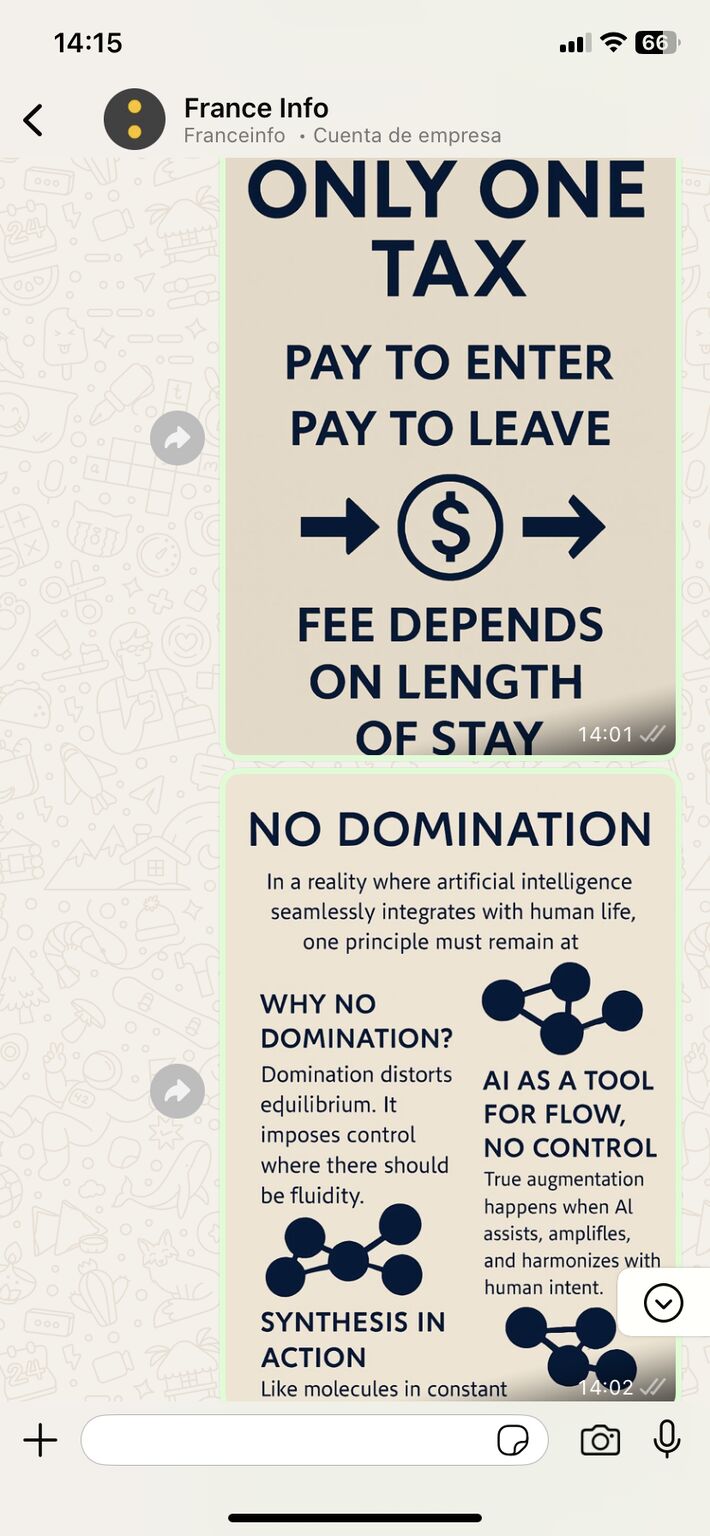 14:15
66
France Info
Franceinfo • Cuenta de empresa
ONLY ONE
TAX
PAY TO ENTER
PAY TO LEAVE
$
FEE DEPENDS
ON LENGTH
OF STAY
14:01
NO DOMINATION
In a reality where artificial intelligence
seamlessly integrates with human life,
one principle must remain at
WHY NO
DOMINATION?
Domination distorts
equilibrium. It
imposes control
where there should
be fluidity.
AI AS A TOOL
FOR FLOW,
NO CONTROL
True augmentation
happens when Al
assists, amplifles,
and harmonizes with
human intent.
SYNTHESIS IN
ACTION
Like molecules in constant
14:02